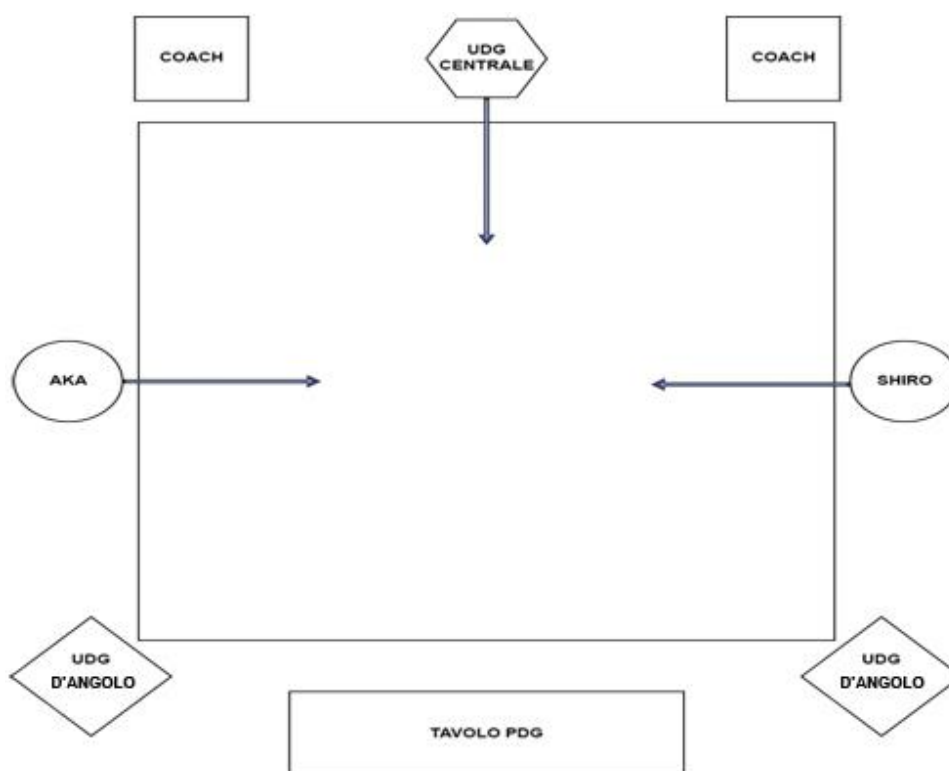 COACH
UDG
CENTRALE
COACH
AKA
SHIRO
UDG
D'ANGOLO
UDG
D'ANGOLO
TAVOLO PDG